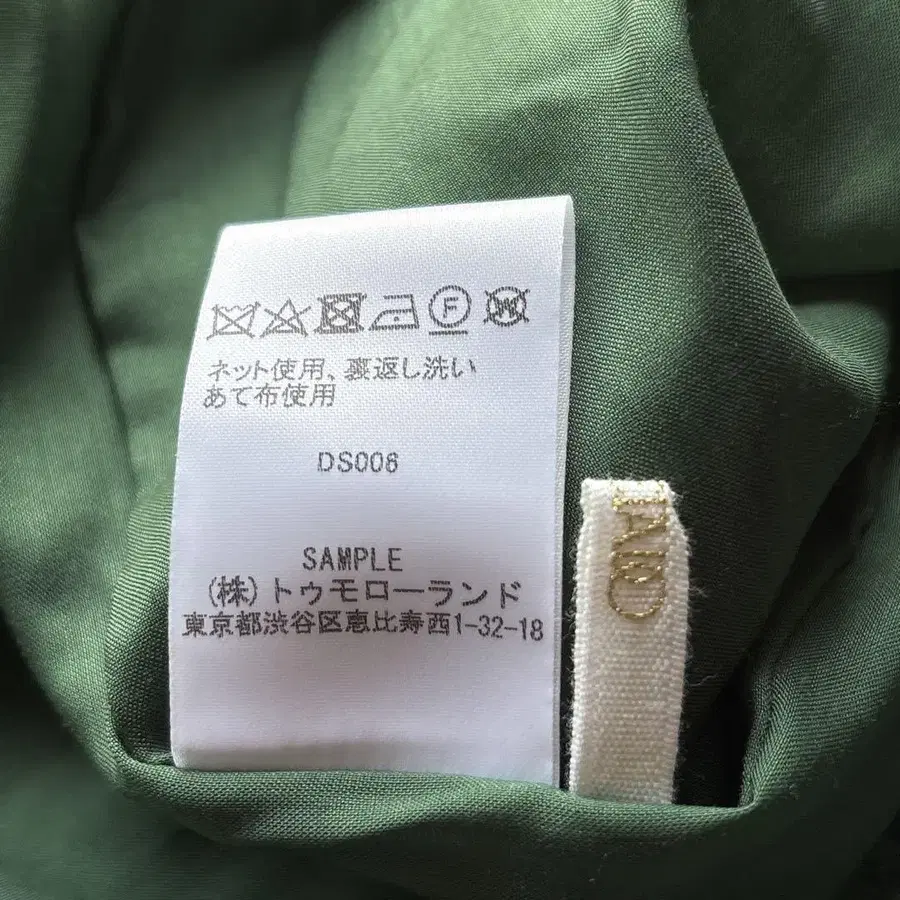 F
W
ネット使用、裏返し洗い
あて布使用
DS006
SAMPLE
(株)トゥモローランド
東京都渋谷区恵比寿西1-32-18